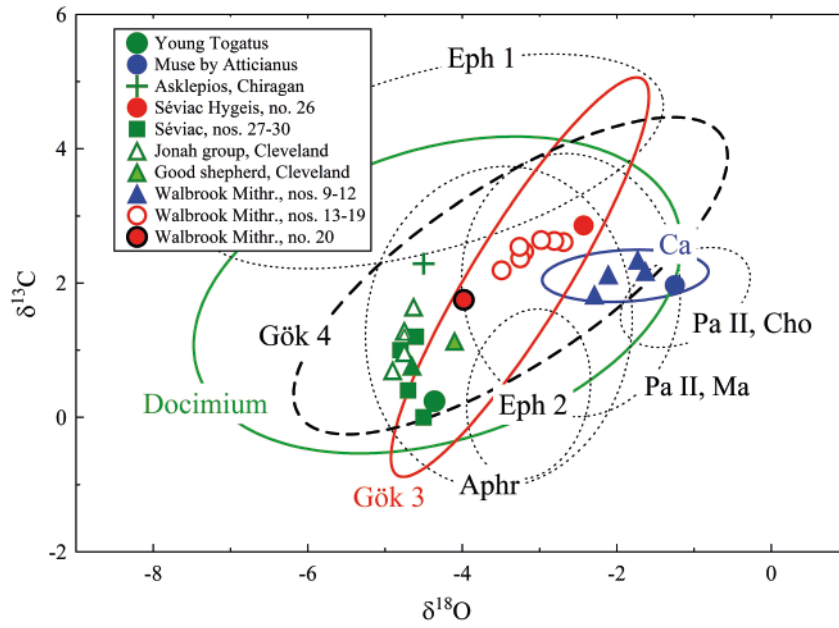 6
4
2
0
-2
-8
-6
-4
-2
0
δ13C
δ18O
Young Togatus
Muse by Atticianus
Asklepios, Chiragan
Séviac Hygeis, no. 26
Séviac, nos. 27-30
Jonah group, Cleveland
Good shepherd, Cleveland
Walbrook Mithr., nos. 9-12
Walbrook Mithr., nos. 13-19
Walbrook Mithr., no. 20
Eph 1
Ca
Gök 4
Pa II, Cho
Docimium
Eph 2
Pa II, Ma
Gök 3
Aphr